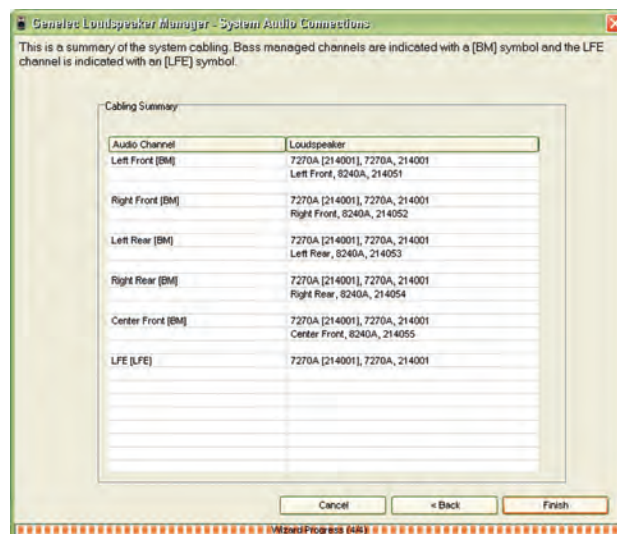 Genelec Loudspeaker Manager - System Audio Connections
This is a summary of the system cabling. Bass managed channels are indicated with a [BM] symbol and the LFE
channel is indicated with an [LFE] symbol.
Cabling Summary
Audio Channel Loudspeaker
Left Front [BM] 7270A [214001], 7270A, 214001
Left Front, 8240A, 214051
Right Front [BM] 7270A [214001], 7270A, 214001
Right Front, 8240A, 214052
Left Rear [BM] 7270A [214001], 7270A, 214001
Left Rear, 8240A, 214053
Right Rear [BM] 7270A [214001], 7270A, 214001
Right Rear, 8240A, 214054
Center Front [BM] 7270A [214001], 7270A, 214001
Center Front, 8240A, 214055
LFE [LFE] 7270A [214001], 7270A, 214001
Cancel < Back Finish
Wizard Progress (4/4)